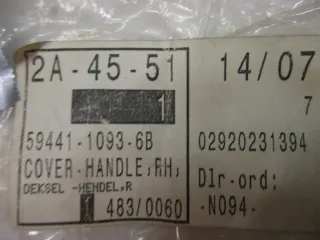 2A-45-51 14/07
1 7
59441-1093-6B 02920231394
COVER-HANDLE,RH,
DEKSEL -HENDEL,R Dlr-ord:
1 483/0060 -N094-